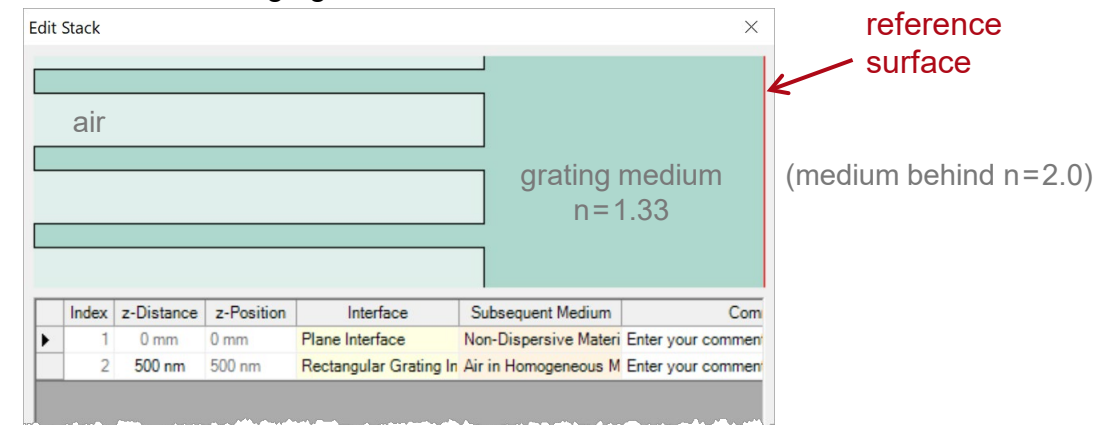 Edit Stack
reference
surface
air
grating medium
n=1.33
(medium behind n=2.0)
Index z-Distance z-Position Interface Subsequent Medium Com
1 0 mm 0 mm Plane Interface Non-Dispersive Materi Enter your commen
2 500 nm 500 nm Rectangular Grating In Air in Homogeneous M Enter your commen